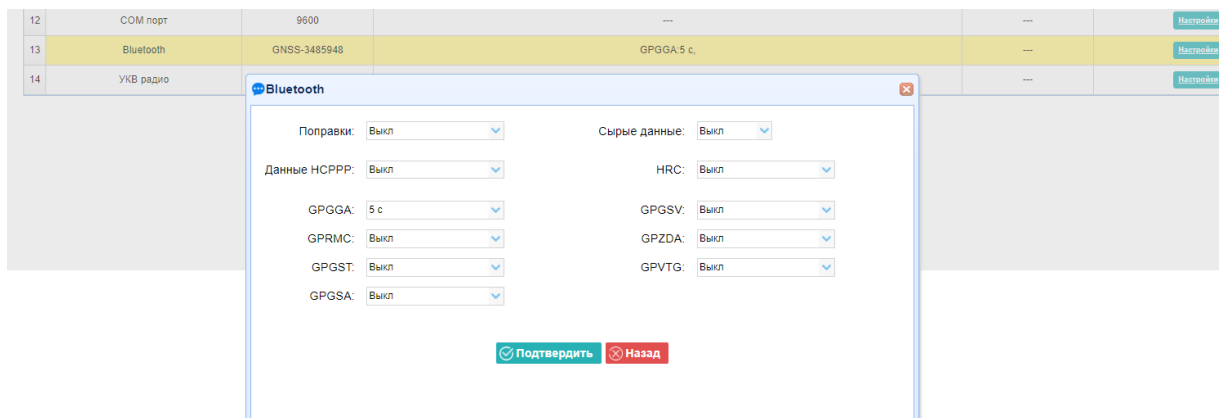 12 COM порт 9600 --- --- Настройки
13 Bluetooth GNSS-3485948 GPGGA:5 с, --- Настройки
14 УКВ радио --- Настройки
Bluetooth
Поправки: Выкл Сырые данные: Выкл
Данные HCPPP: Выкл HRC: Выкл
GPGGA: 5 с GPGSV: Выкл
GPRMC: Выкл GPZDA: Выкл
GPGST: Выкл GPVTG: Выкл
GPGSA: Выкл
Подтвердить Назад